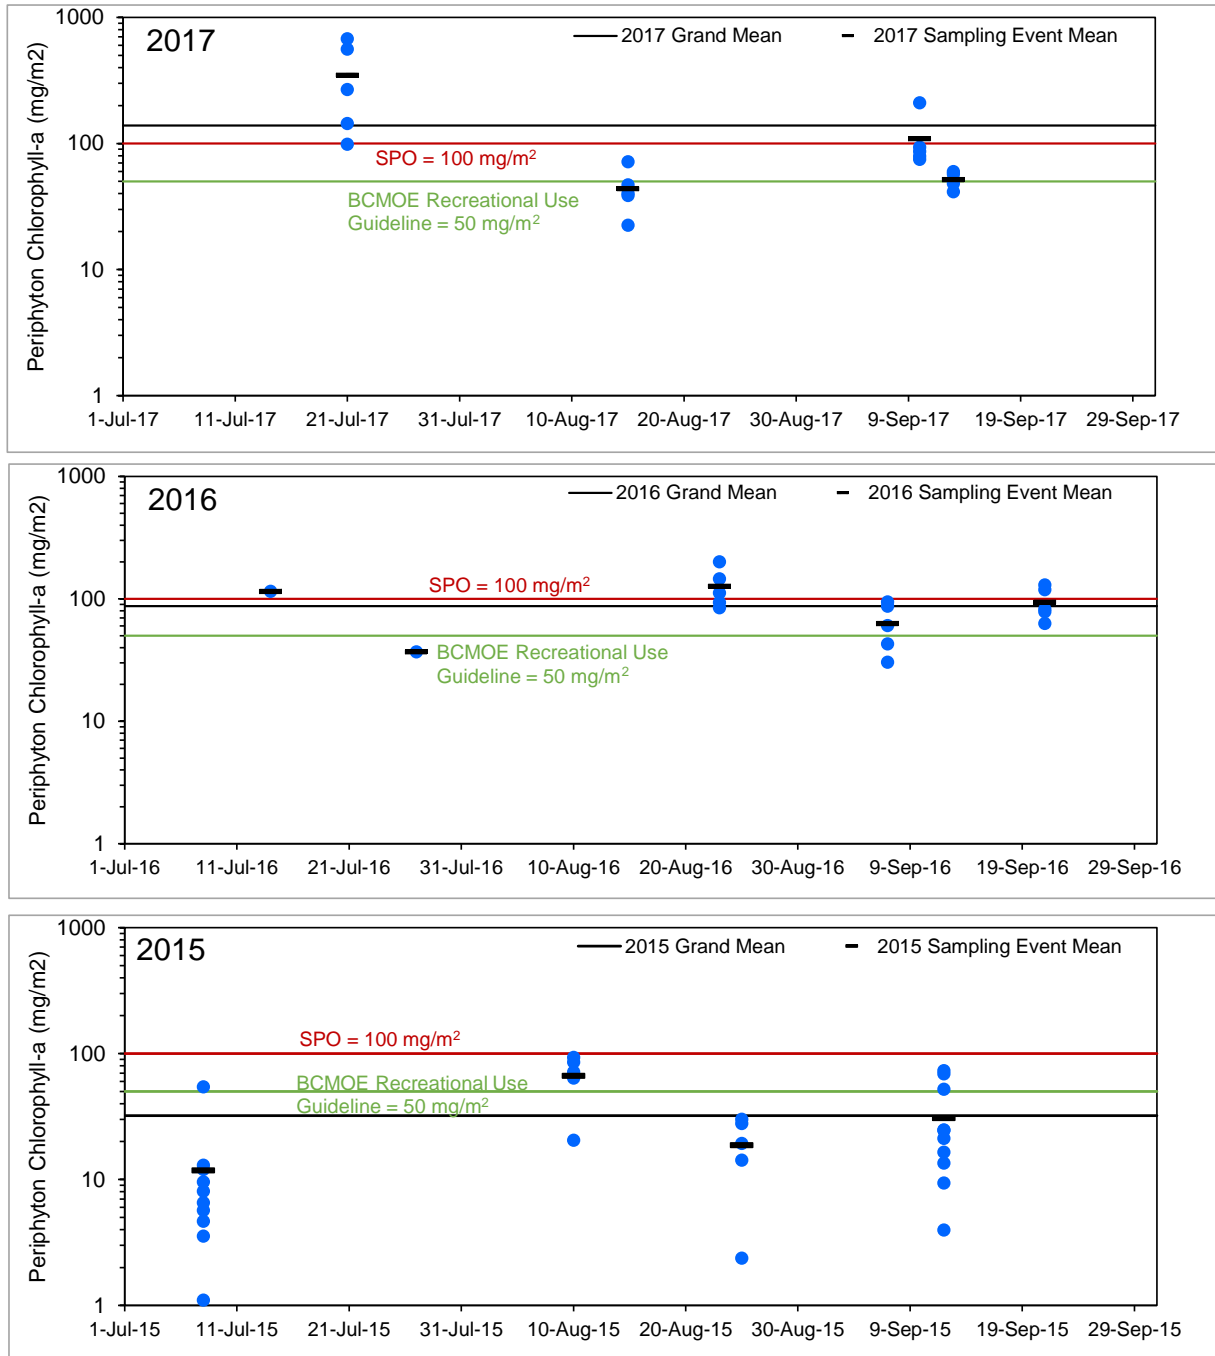 2017
2017 Grand Mean
2017 Sampling Event Mean
Periphyton Chlorophyll-a (mg/m2)
1000
100
10
1
SPO = 100 mg/m²
BCMOE Recreational Use
Guideline = 50 mg/m²
1-Jul-17 11-Jul-17 21-Jul-17 31-Jul-17 10-Aug-17 20-Aug-17 30-Aug-17 9-Sep-17 19-Sep-17 29-Sep-17
2016
2016 Grand Mean
2016 Sampling Event Mean
Periphyton Chlorophyll-a (mg/m2)
1000
100
10
1
SPO = 100 mg/m²
BCMOE Recreational Use
Guideline = 50 mg/m²
1-Jul-16 11-Jul-16 21-Jul-16 31-Jul-16 10-Aug-16 20-Aug-16 30-Aug-16 9-Sep-16 19-Sep-16 29-Sep-16
2015
2015 Grand Mean
2015 Sampling Event Mean
Periphyton Chlorophyll-a (mg/m2)
1000
100
10
1
SPO = 100 mg/m²
BCMOE Recreational Use
Guideline = 50 mg/m²
1-Jul-15 11-Jul-15 21-Jul-15 31-Jul-15 10-Aug-15 20-Aug-15 30-Aug-15 9-Sep-15 19-Sep-15 29-Sep-15